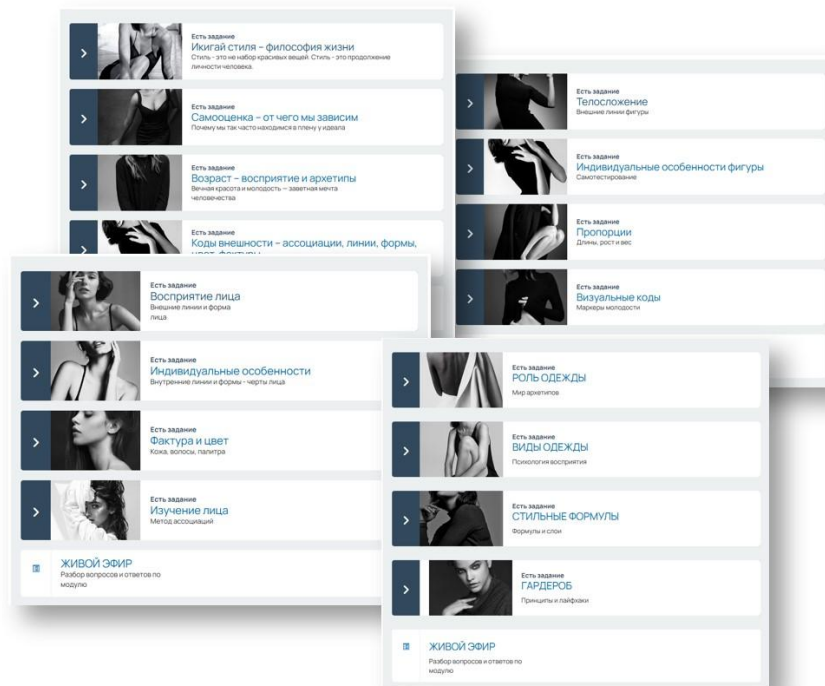 Есть задание
Икигай стиля – философия жизни
Стиль - это не набор красивых вещей. Стиль - это продолжение
личности человека.
Есть задание
Самооценка – от чего мы зависим
Почему мы так часто находимся в плену у идеала
Есть задание
Возраст – восприятие и архетипы
Вечная красота и молодость — заветная мечта
человечества
Есть задание
Коды внешности – ассоциации, линии, формы,
Есть задание
Телосложение
Внешние линии фигуры
Есть задание
Индивидуальные особенности фигуры
Самотестирование
Есть задание
Пропорции
Длины, рост и вес
Есть задание
Визуальные коды
Маркеры молодости
Есть задание
Восприятие лица
Внешние линии и форма
лица
Есть задание
Индивидуальные особенности
Внутренние линии и формы - черты лица
Есть задание
Фактура и цвет
Кожа, волосы, палитра
Есть задание
Изучение лица
Метод ассоциаций
ЖИВОЙ ЭФИР
Разбор вопросов и ответов по
модулю
Есть задание
РОЛЬ ОДЕЖДЫ
Мир архетипов
Есть задание
ВИДЫ ОДЕЖДЫ
Психология восприятия
Есть задание
СТИЛЬНЫЕ ФОРМУЛЫ
Формулы и слои
Есть задание
ГАРДЕРОБ
Принципы и лайфхаки
ЖИВОЙ ЭФИР
Разбор вопросов и ответов по
модулю